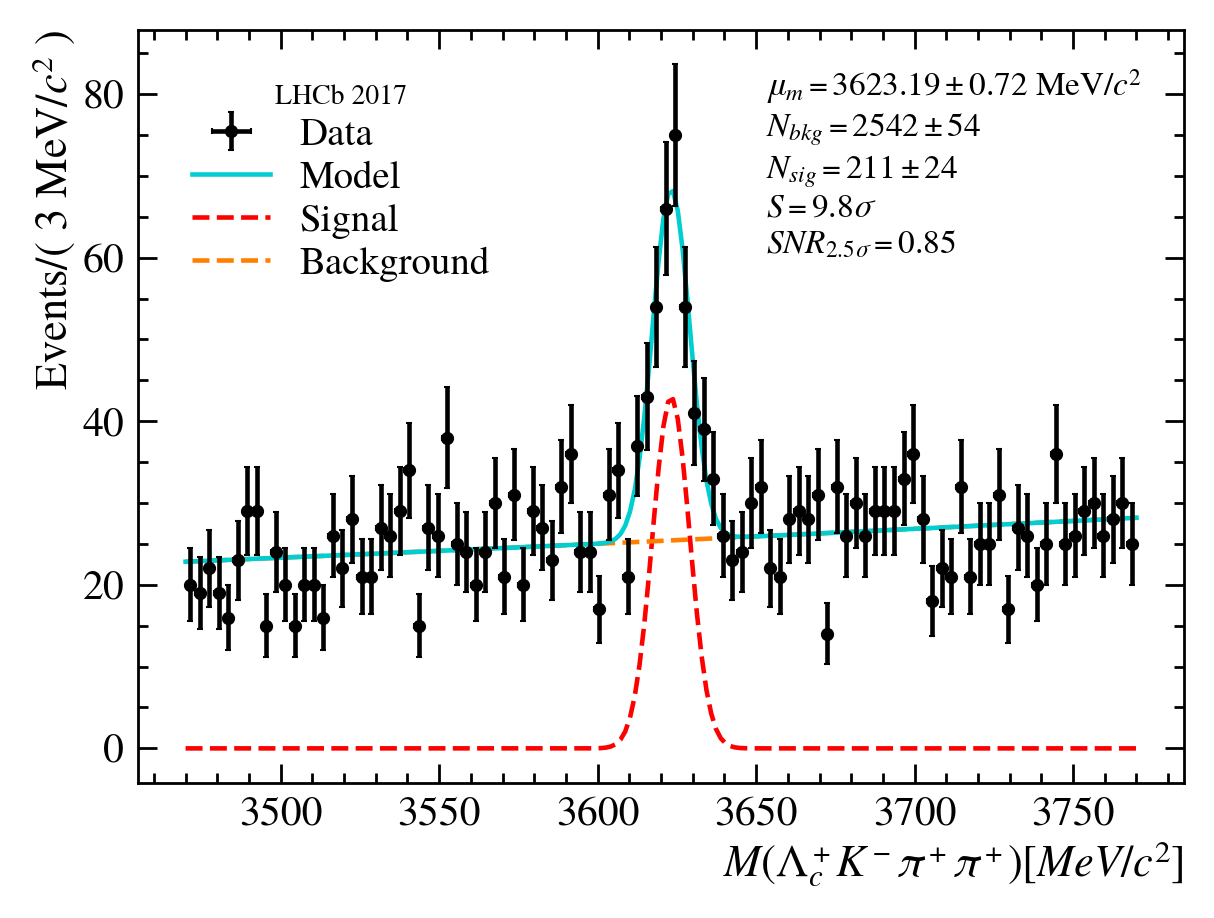 Events/( 3 MeV/c² )
80
60
40
20
0
LHCb 2017
Data
Model
Signal
Background
μₘ = 3623.19 ± 0.72 MeV/c²
N_bkg = 2542 ± 54
N_sig = 211 ± 24
S = 9.8σ
SNR_2.5σ = 0.85
3500 3550 3600 3650 3700 3750
M(Λ_c⁺K⁻π⁺π⁺)[MeV/c²]